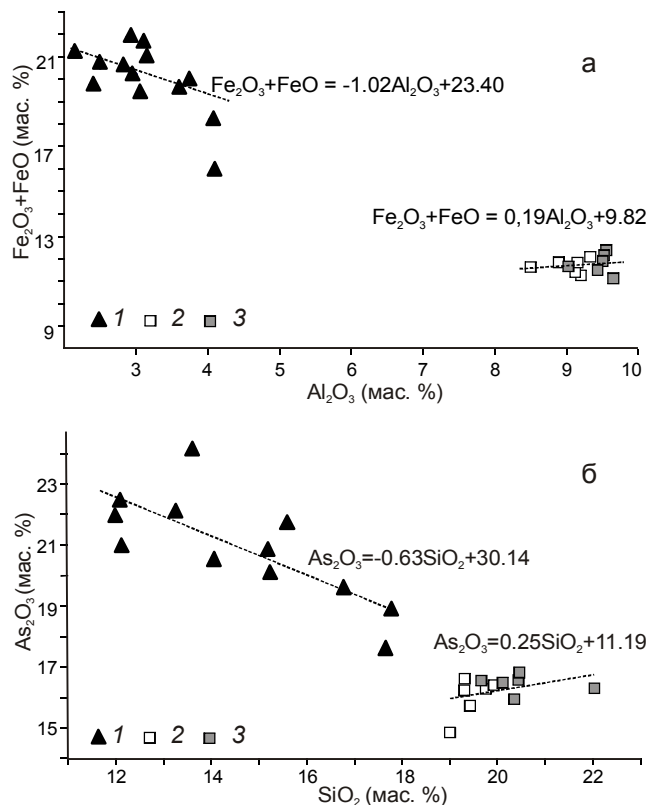 а
Fe₂O₃+FeO (мас. %)
21
17
13
9
Fe₂O₃+FeO = -1.02Al₂O₃+23.40
Fe₂O₃+FeO = 0,19Al₂O₃+9.82
1 2 3
3 4 5 6 7 8 9 10
Al₂O₃ (мас. %)
б
As₂O₃ (мас. %)
23
21
19
17
15
As₂O₃=-0.63SiO₂+30.14
As₂O₃=0.25SiO₂+11.19
1 2 3
12 14 16 18 20 22
SiO₂ (мас. %)